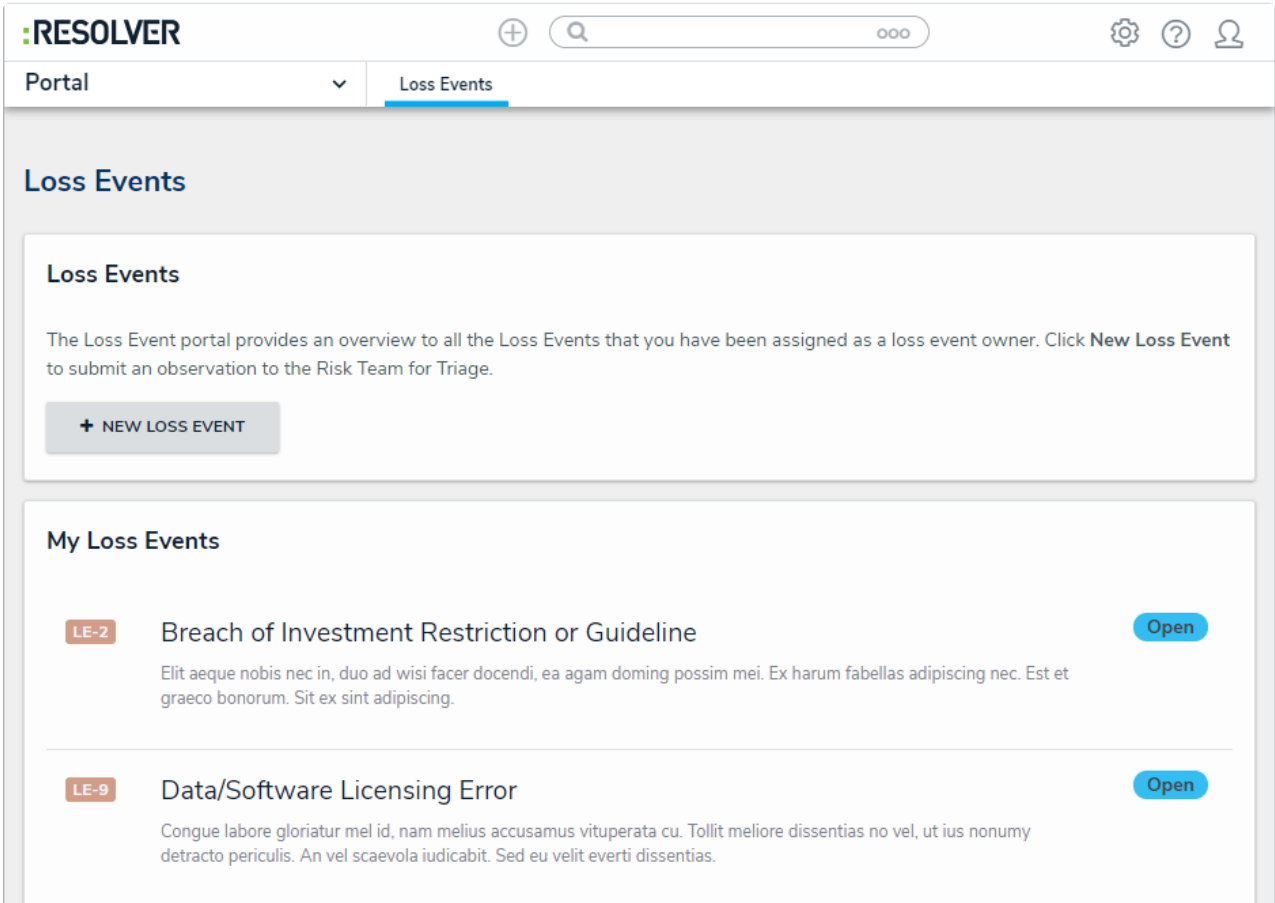 :RESOLVER
Portal
Loss Events
Loss Events
Loss Events
The Loss Event portal provides an overview to all the Loss Events that you have been assigned as a loss event owner. Click New Loss Event
to submit an observation to the Risk Team for Triage.
+ NEW LOSS EVENT
My Loss Events
LE-2
Breach of Investment Restriction or Guideline
Open
Elit aeque nobis nec in, duo ad wisi facer docendi, ea agam doming possim mei. Ex harum fabellas adipiscing nec. Est et
graeco bonorum. Sit ex sint adipiscing.
LE-9
Data/Software Licensing Error
Open
Congue labore gloriatur mel id, nam melius accusamus vituperata cu. Tollit meliore dissentias no vel, ut ius nonumy
detracto periculis. An vel scaevola iudicabit. Sed eu velit everti dissentias.